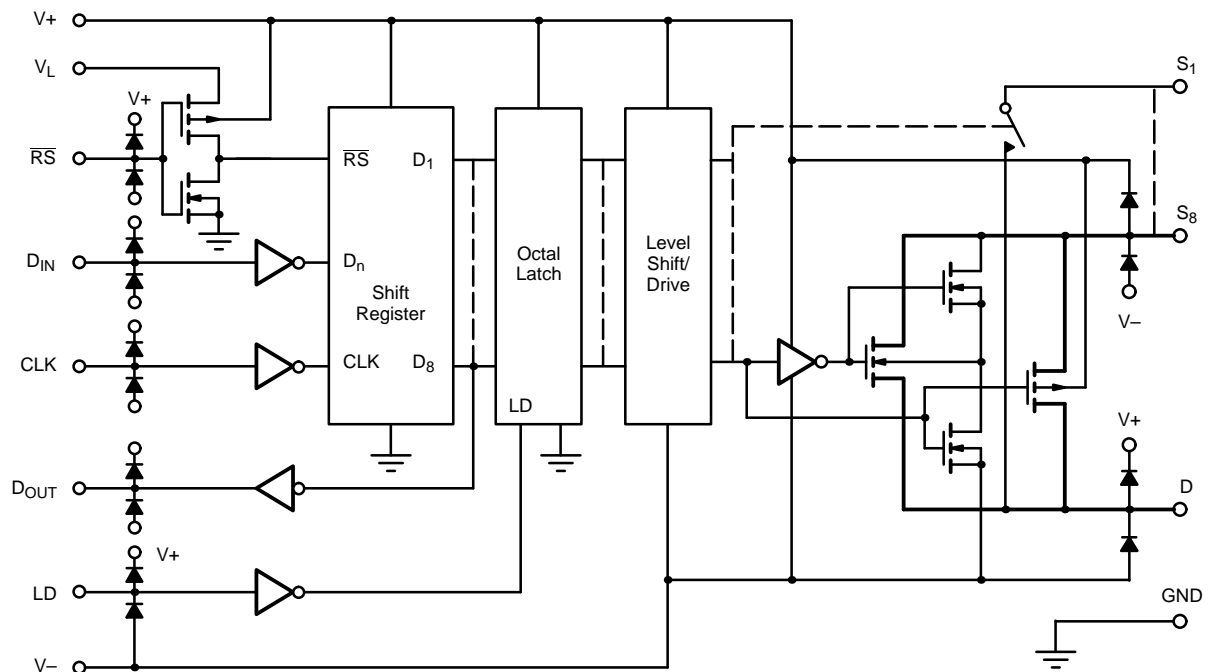 V+
VL
V+
RS
RS
D1
DIN
Dn
Shift
Register
CLK
CLK
D8
Octal
Latch
LD
Level
Shift/
Drive
S1
S8
V–
DOUT
V+
D
V+
LD
GND
V–